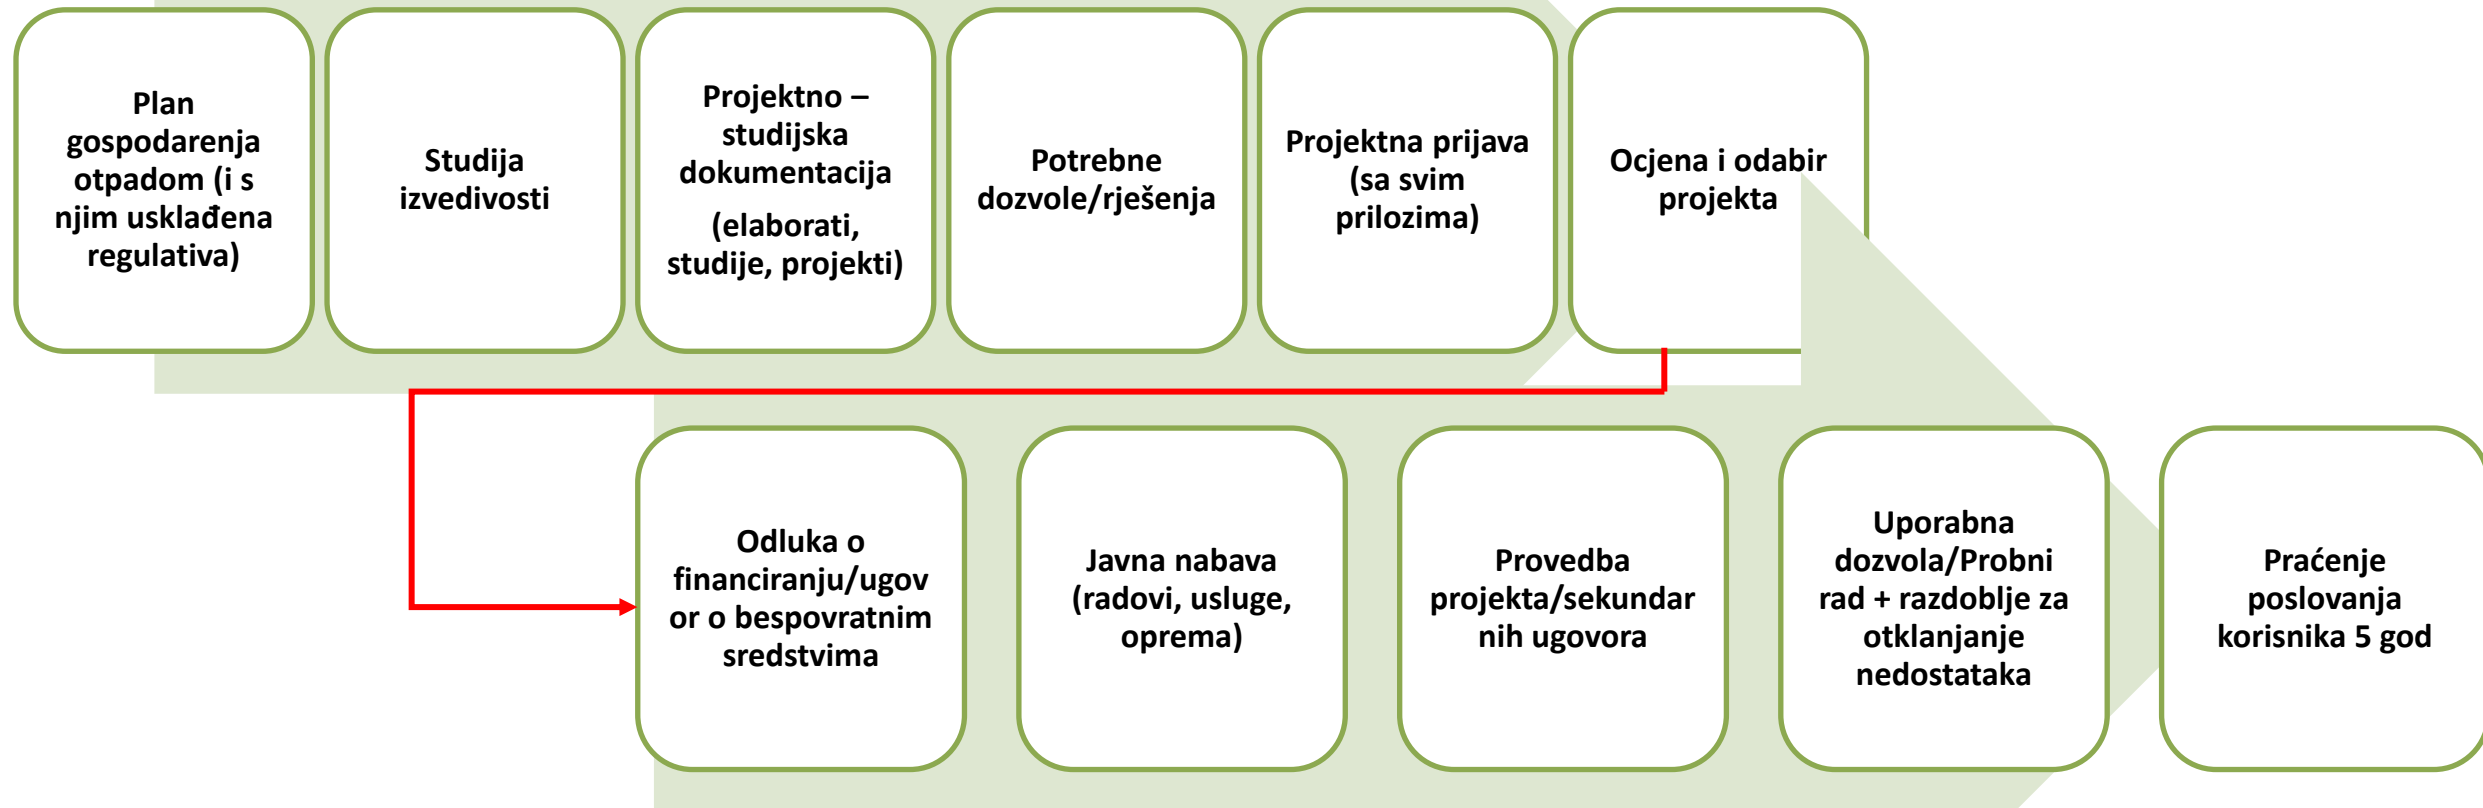 Plan
gospodarenja
otpadom (i s
njim usklađena
regulativa)
Studija
izvedivosti
Projektno –
studijska
dokumentacija
(elaborati,
studije, projekti)
Potrebne
dozvole/rješenja
Projektna prijava
(sa svim
prilozima)
Ocjena i odabir
projekta
Odluka o
financiranju/ugov
or o bespovratnim
sredstvima
Javna nabava
(radovi, usluge,
oprema)
Provedba
projekta/sekundar
nih ugovora
Uporabna
dozvola/Probni
rad + razdoblje za
otklanjanje
nedostataka
Praćenje
poslovanja
korisnika 5 god